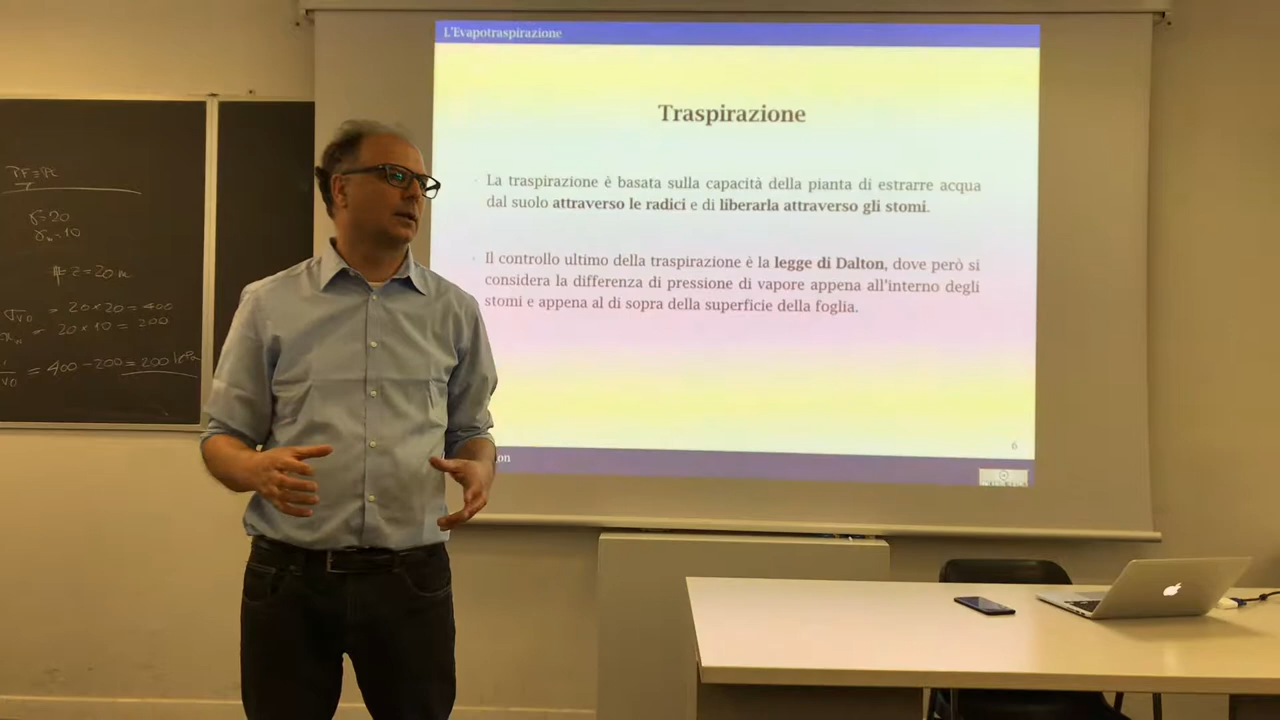 L'Evapotraspirazione
Traspirazione
La traspirazione è basata sulla capacità della pianta di estrarre acqua
dal suolo attraverso le radici e di liberarla attraverso gli stomi.
Il controllo ultimo della traspirazione è la legge di Dalton, dove però si
considera la differenza di pressione di vapore appena all'interno degli
stomi e appena al di sopra della superficie della foglia.
6
on
γ=20
10
z=20 m
= 20×20=400
= 20×10=200
= 400-200=200 kPa